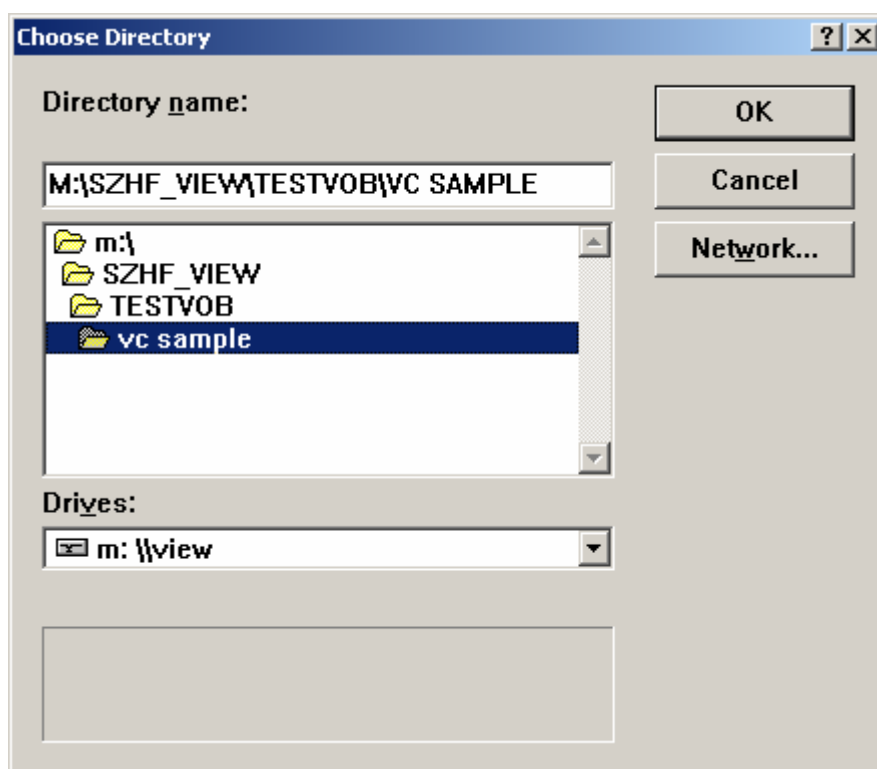 Choose Directory
Directory name:
OK
M:\SZHF_VIEW\TESTVOB\VC SAMPLE
Cancel
m:\
Network...
SZHF_VIEW
TESTVOB
vc sample
Drives:
m: \\view